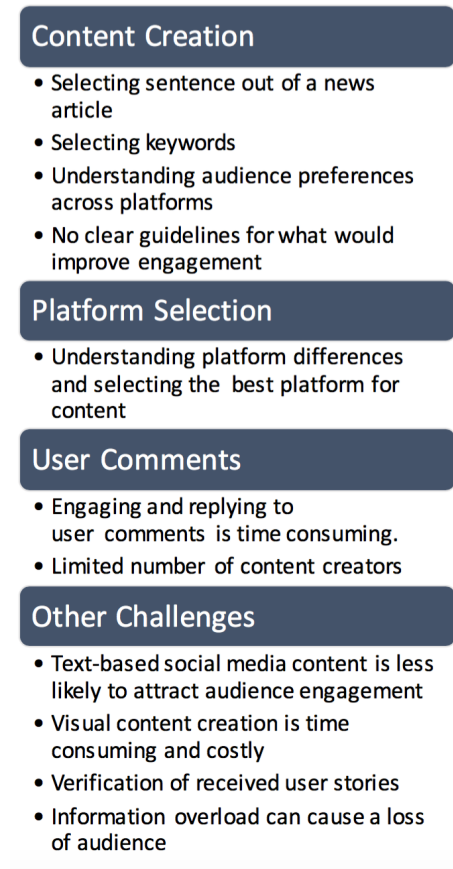 Content Creation
• Selecting sentence out of a news
article
• Selecting keywords
• Understanding audience preferences
across platforms
• No clear guidelines for what would
improve engagement
Platform Selection
• Understanding platform differences
and selecting the best platform for
content
User Comments
• Engaging and replying to
user comments is time consuming.
• Limited number of content creators
Other Challenges
• Text-based social media content is less
likely to attract audience engagement
• Visual content creation is time
consuming and costly
• Verification of received user stories
• Information overload can cause a loss
of audience